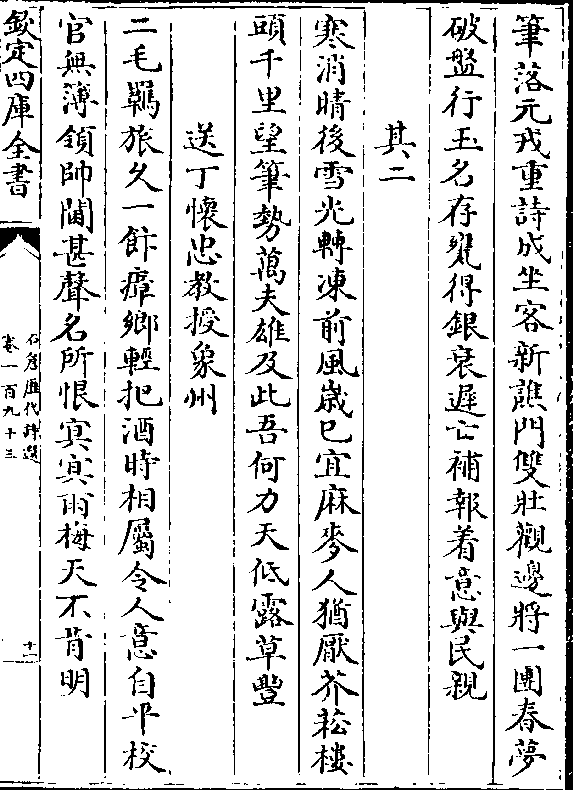 筆落元戎重詩成坐客新譙門雙壯觀邊將一團春夢
破盤行玉名存甕得銀衰遲亡補報着意與民親
其二
寒消晴後雪光轉凍前風歲已宜麻麥人猶厭芥菘樓
頭千里望筆勢萬夫雄及此吾何力天低露草豐
送丁懷忠教授象州
二毛羈旅久一飰瘴鄉輕把酒時相屬令人意自平校
官無薄領帥閫甚聲名所恨冥冥雨梅天不肯明
欽定四庫全書
石倉歷代詩選
卷一百九十三
十一